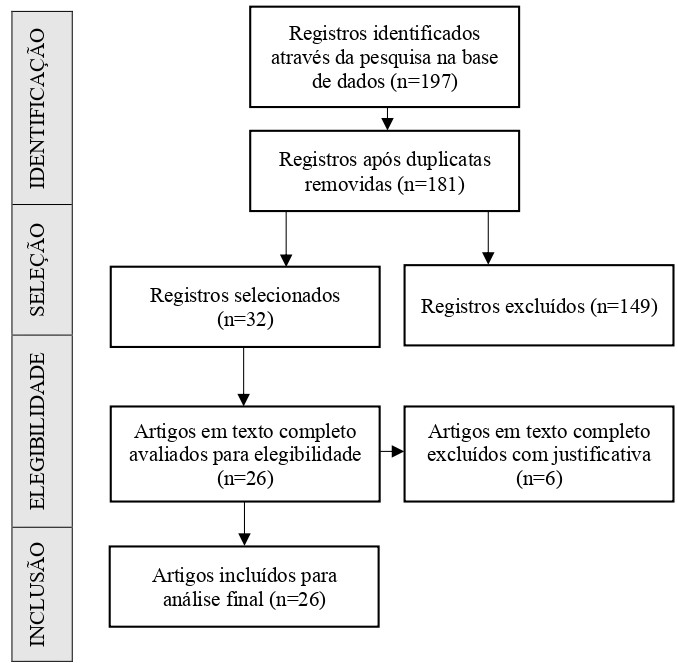 IDENTIFICAÇÃO
Registros identificados
através da pesquisa na base
de dados (n=197)
Registros após duplicatas
removidas (n=181)
SELEÇÃO
Registros selecionados
(n=32)
Registros excluídos (n=149)
ELEGIBILIDADE
Artigos em texto completo
avaliados para elegibilidade
(n=26)
Artigos em texto completo
excluídos com justificativa
(n=6)
INCLUSÃO
Artigos incluídos para
análise final (n=26)